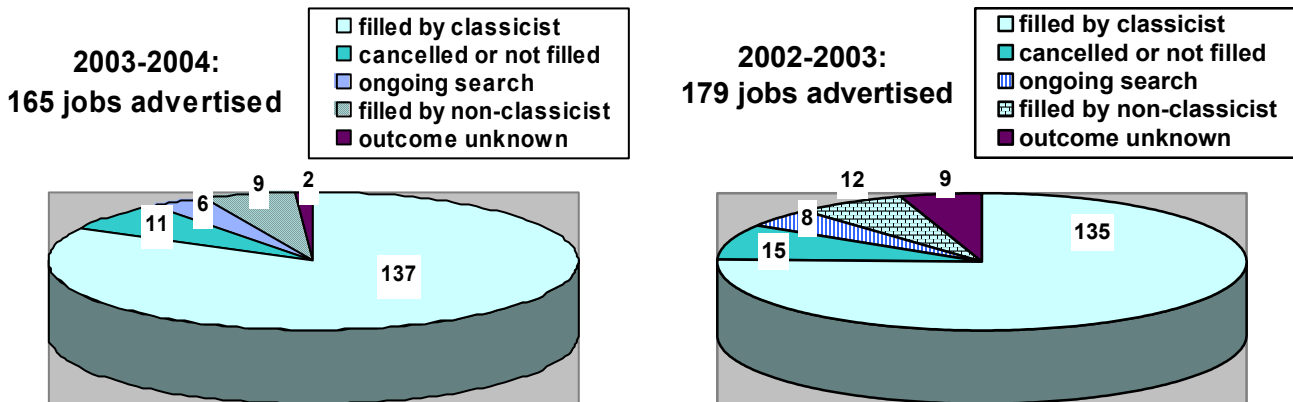 2003-2004:
165 jobs advertised
filled by classicist
cancelled or not filled
ongoing search
filled by non-classicist
outcome unknown
11
6
9
2
137
2002-2003:
179 jobs advertised
filled by classicist
cancelled or not filled
ongoing search
filled by non-classicist
outcome unknown
15
8
12
9
135